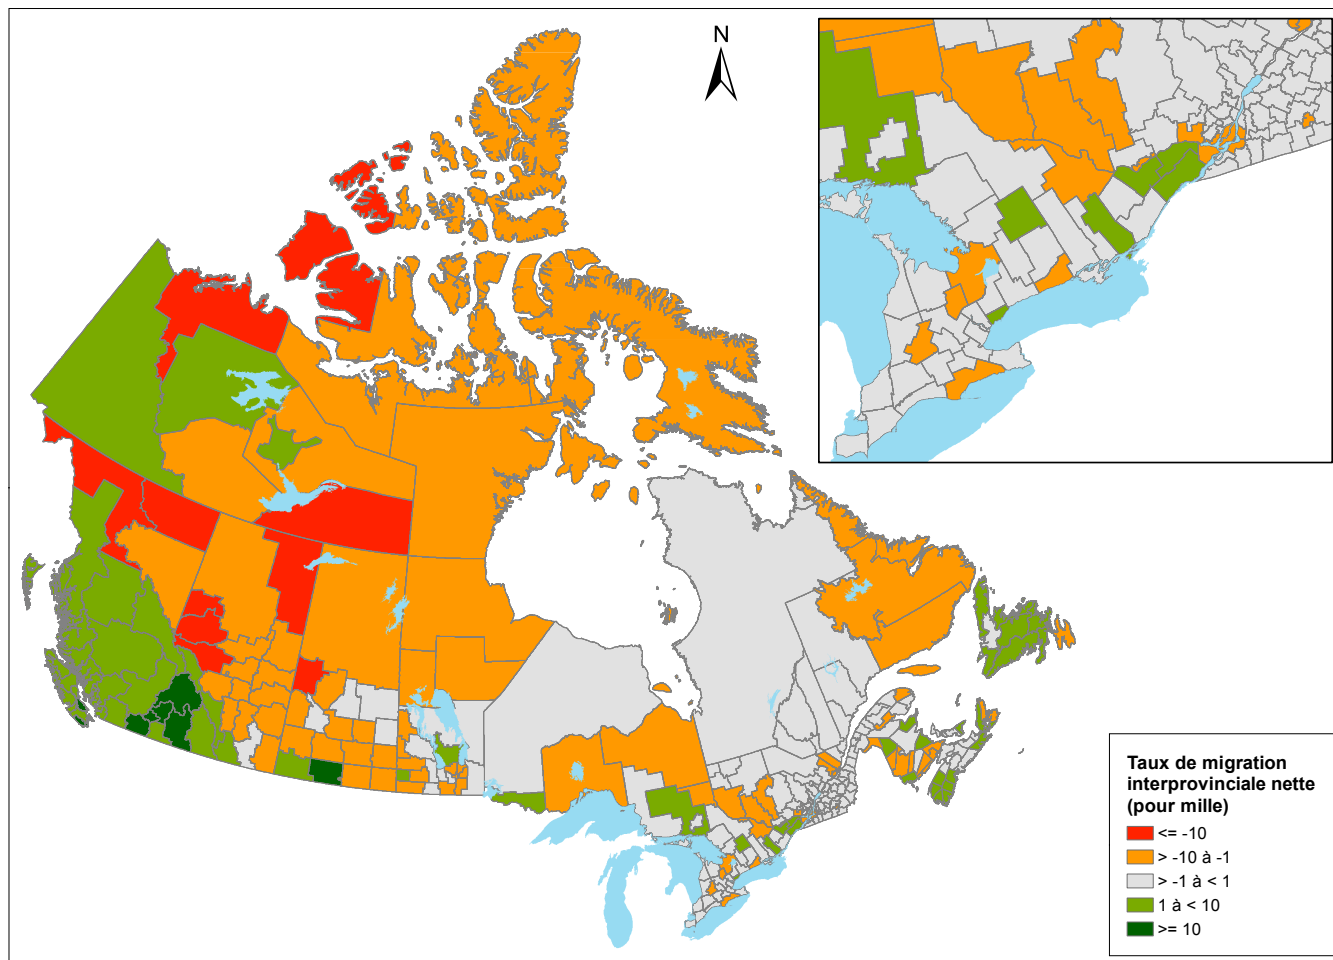 N
Taux de migration
interprovinciale nette
(pour mille)
<= -10
> -10 à -1
> -1 à < 1
1 à < 10
>= 10